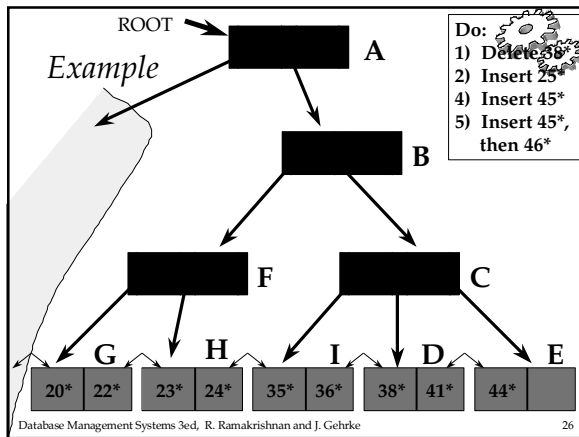 ROOT
A
Example
Do:
1) Delete 38*
2) Insert 25*
4) Insert 45*
5) Insert 45*,
then 46*
B
F
C
G
H
I
D
E
20* 22* 23* 24* 35* 36* 38* 41* 44*
Database Management Systems 3ed, R. Ramakrishnan and J. Gehrke 26